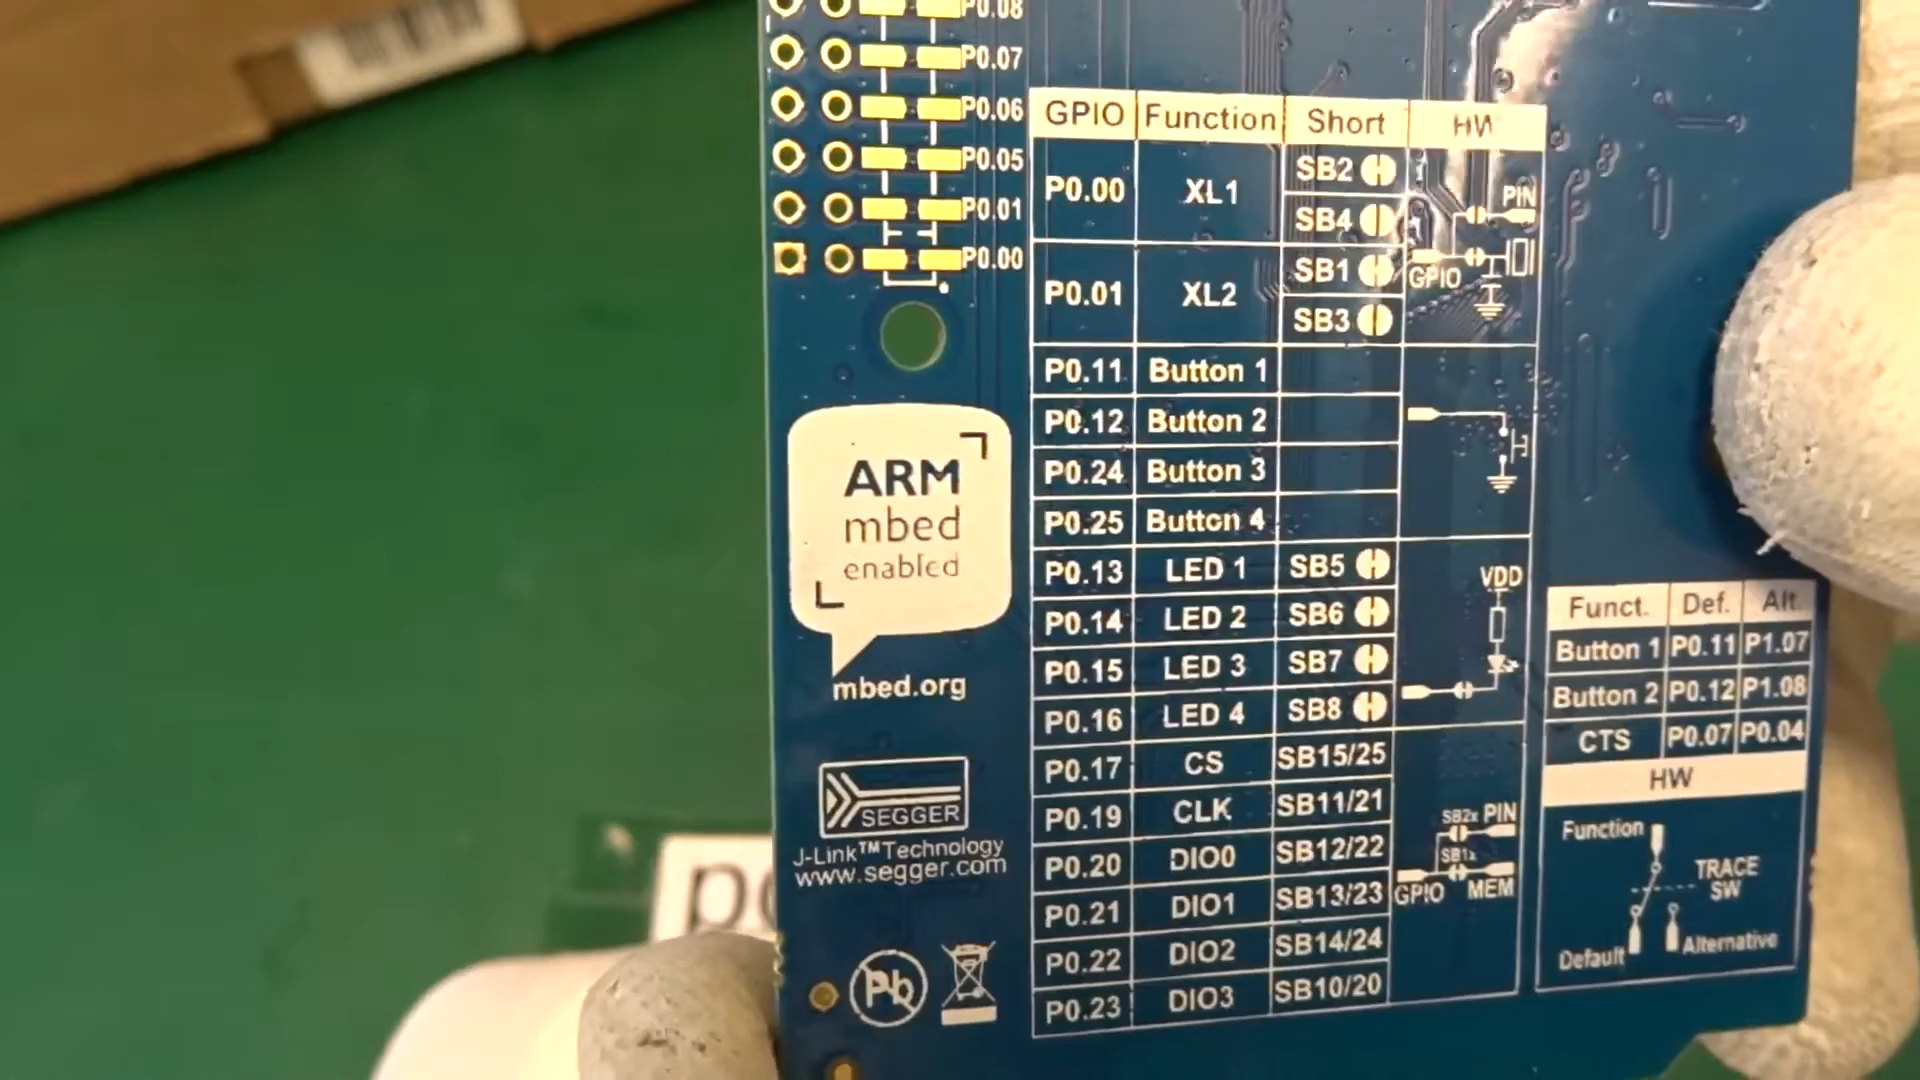 P0.08
P0.07
P0.06
P0.05
P0.01
P0.00
GPIO Function Short HW
P0.00 XL1 SB2
SB4
P0.01 XL2 SB1
SB3
PIN
GPIO
P0.11 Button 1
P0.12 Button 2
P0.24 Button 3
P0.25 Button 4
P0.13 LED 1 SB5
P0.14 LED 2 SB6
P0.15 LED 3 SB7
P0.16 LED 4 SB8
VDD
P0.17 CS SB15/25
P0.19 CLK SB11/21
P0.20 DIO0 SB12/22
P0.21 DIO1 SB13/23
P0.22 DIO2 SB14/24
P0.23 DIO3 SB10/20
SB2x PIN
SB1x
GPIO MEM
ARM
mbed
enabled
mbed.org
SEGGER
J-Link™Technology
www.segger.com
Pb
Funct. Def. Alt.
Button 1 P0.11 P1.07
Button 2 P0.12 P1.08
CTS P0.07 P0.04
HW
Function
TRACE
SW
Default Alternative